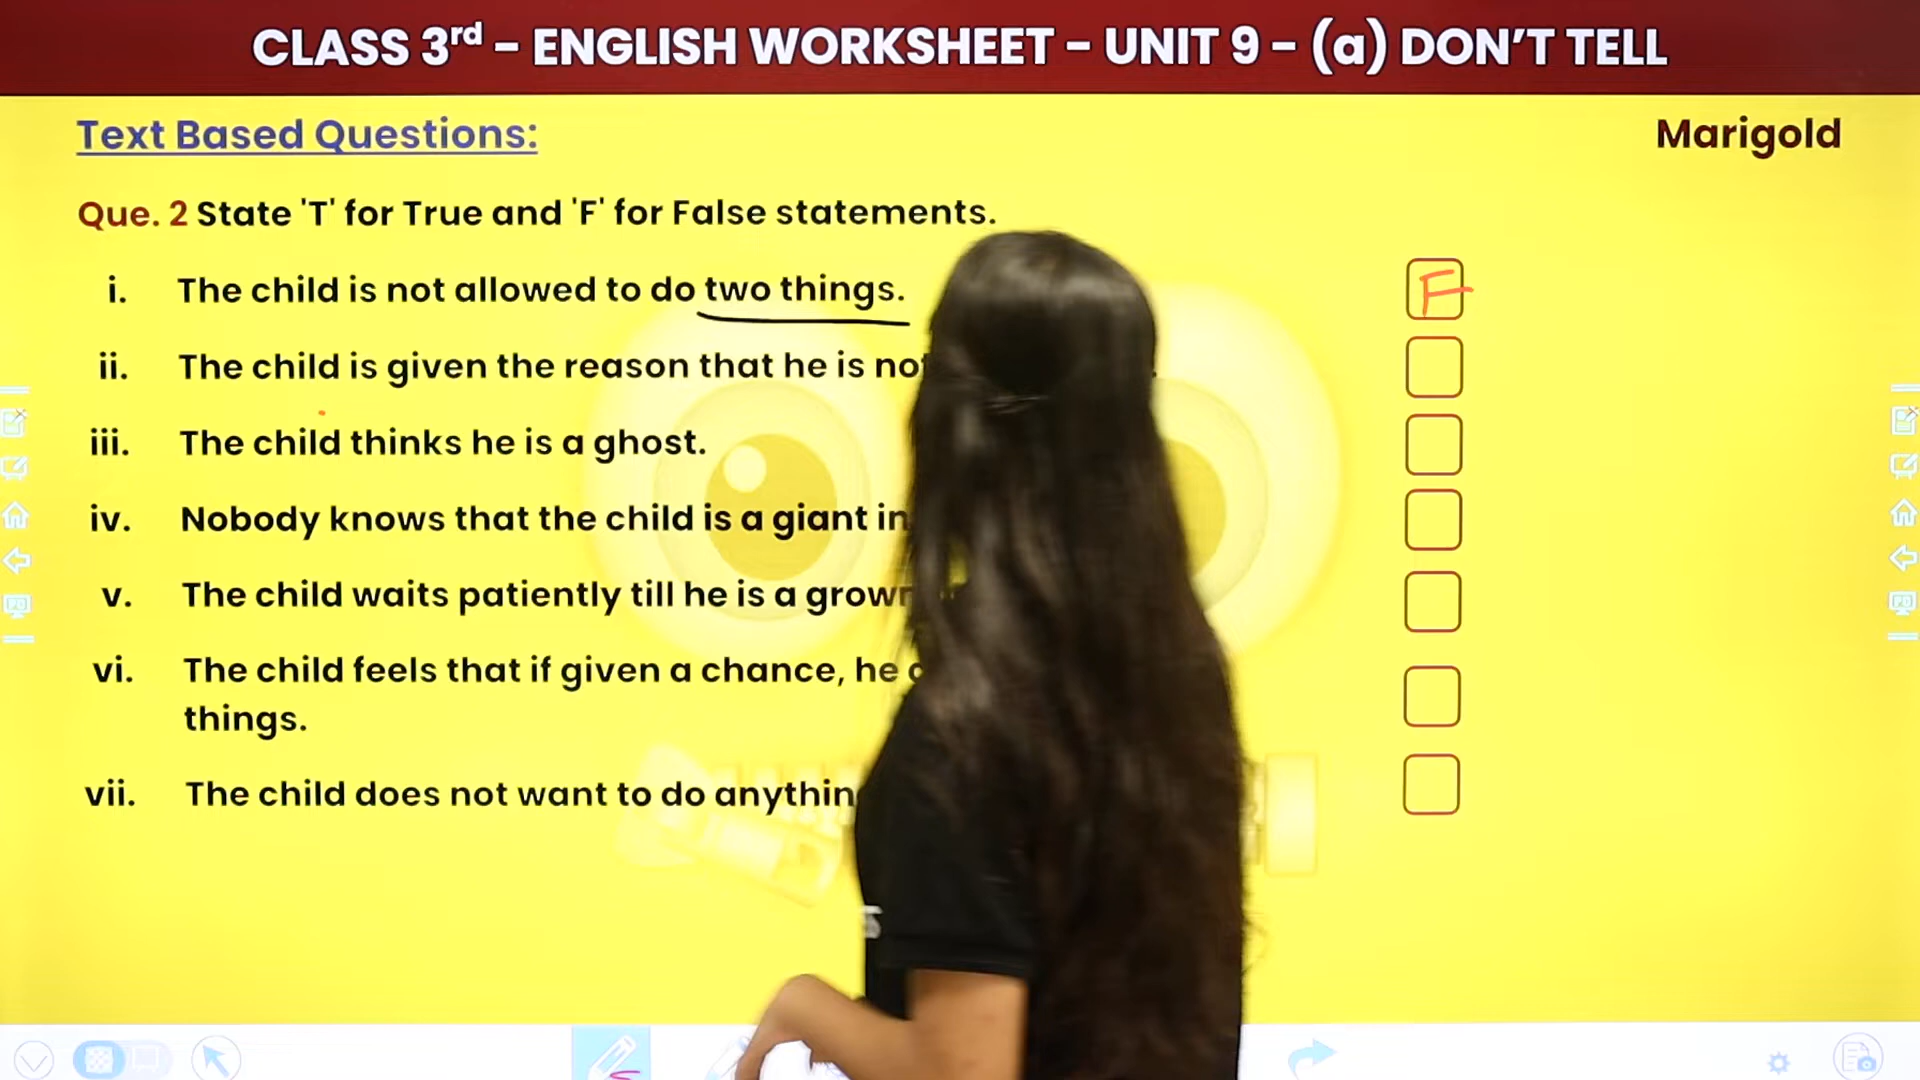 CLASS 3rd - ENGLISH WORKSHEET - UNIT 9 - (a) DON'T TELL
Text Based Questions:
Marigold
Que. 2 State 'T' for True and 'F' for False statements.
i. The child is not allowed to do two things.
F
ii. The child is given the reason that he is
iii. The child thinks he is a ghost.
iv. Nobody knows that the child is a giant
v. The child waits patiently till he is a
vi. The child feels that if given a chance, he
things.
vii. The child does not want to do